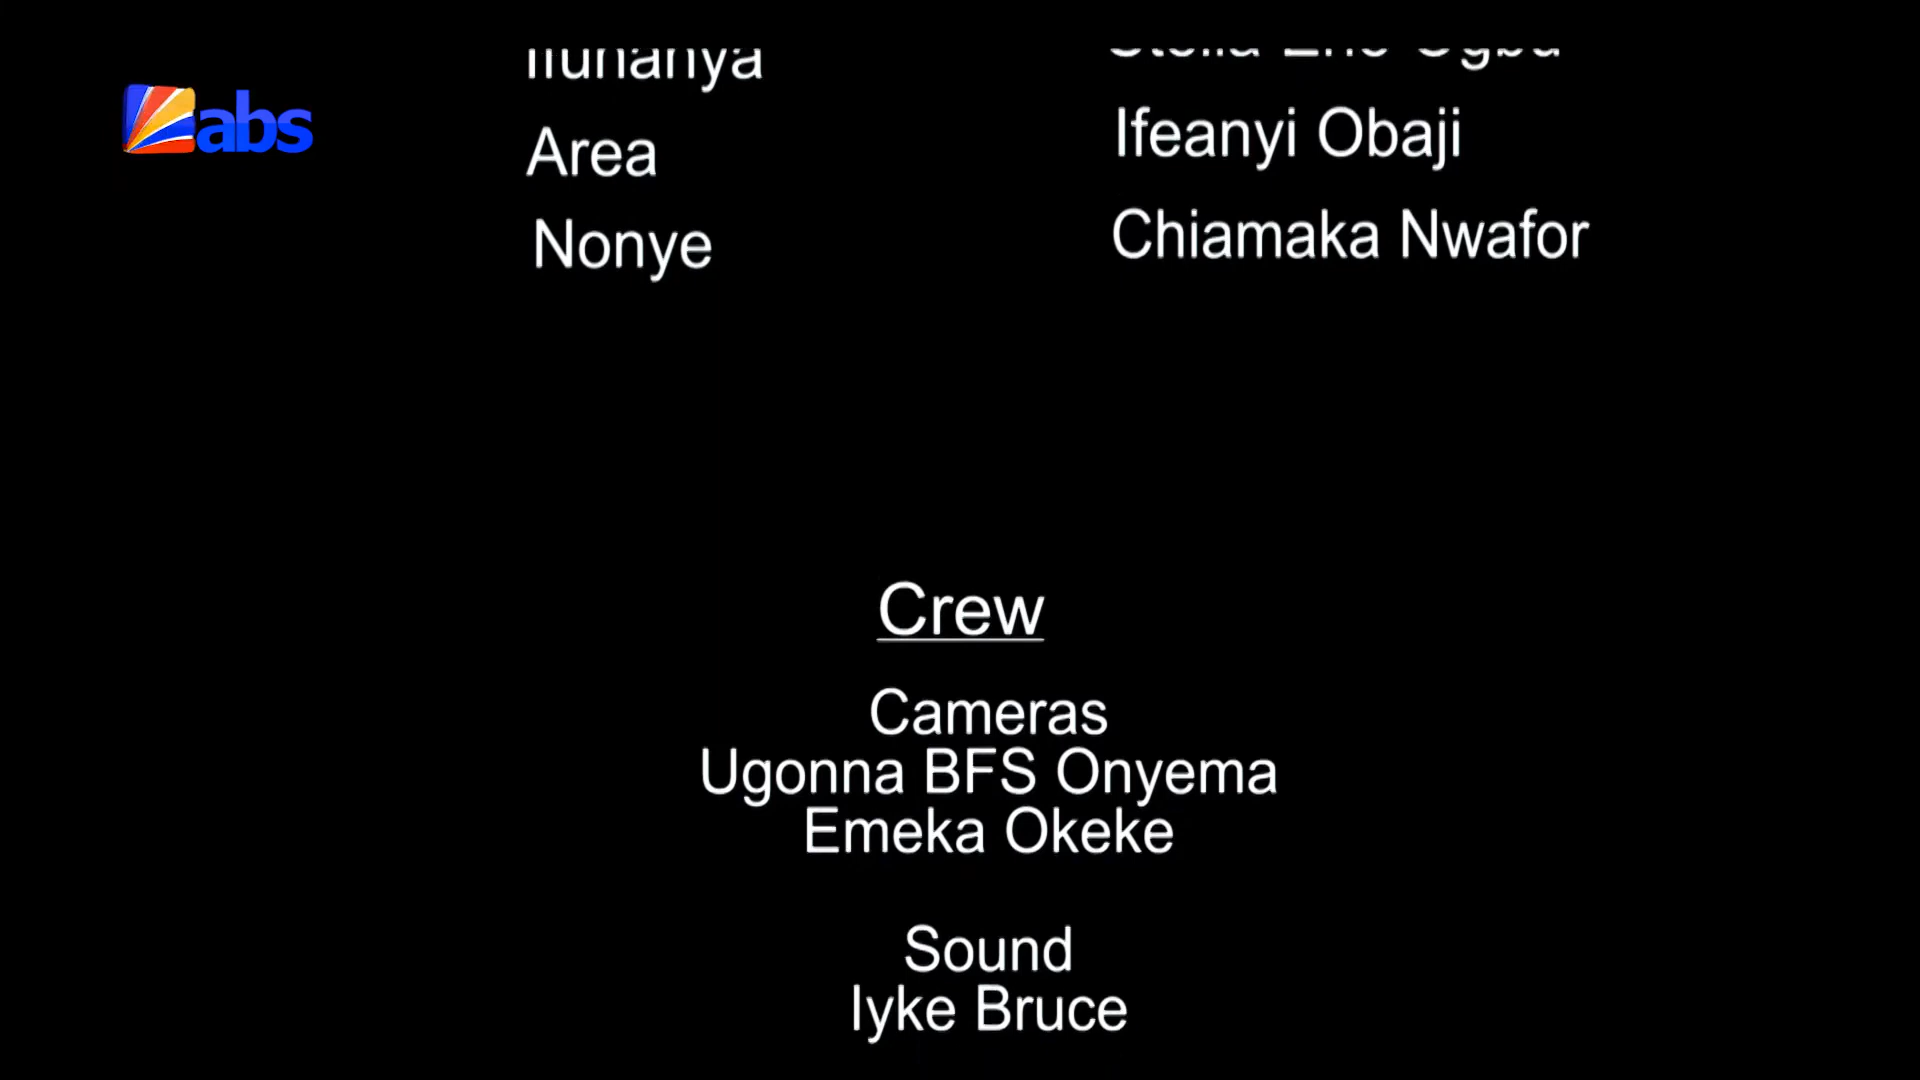 abs
Area Ifeanyi Obaji
Nonye Chiamaka Nwafor
Crew
Cameras
Ugonna BFS Onyema
Emeka Okeke
Sound
Iyke Bruce